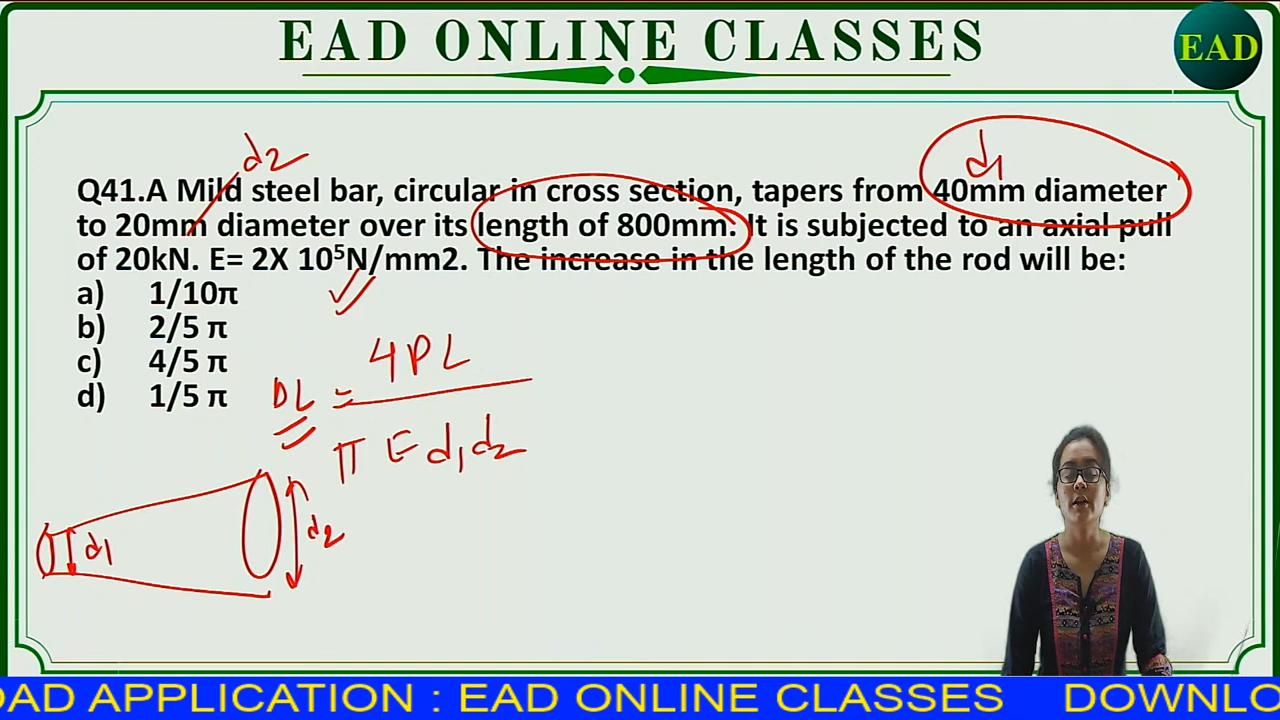 EAD ONLINE CLASSES
EAD
d2
d1
Q41.A Mild steel bar, circular in cross section, tapers from 40mm diameter
to 20mm diameter over its length of 800mm. It is subjected to an axial pull
of 20kN. E= 2X 10⁵N/mm2. The increase in the length of the rod will be:
a) 1/10π
b) 2/5 π
c) 4/5 π
d) 1/5 π
DL = 4PL
π E d1 d2
d1
d2
OAD APPLICATION : EAD ONLINE CLASSES DOWNLO